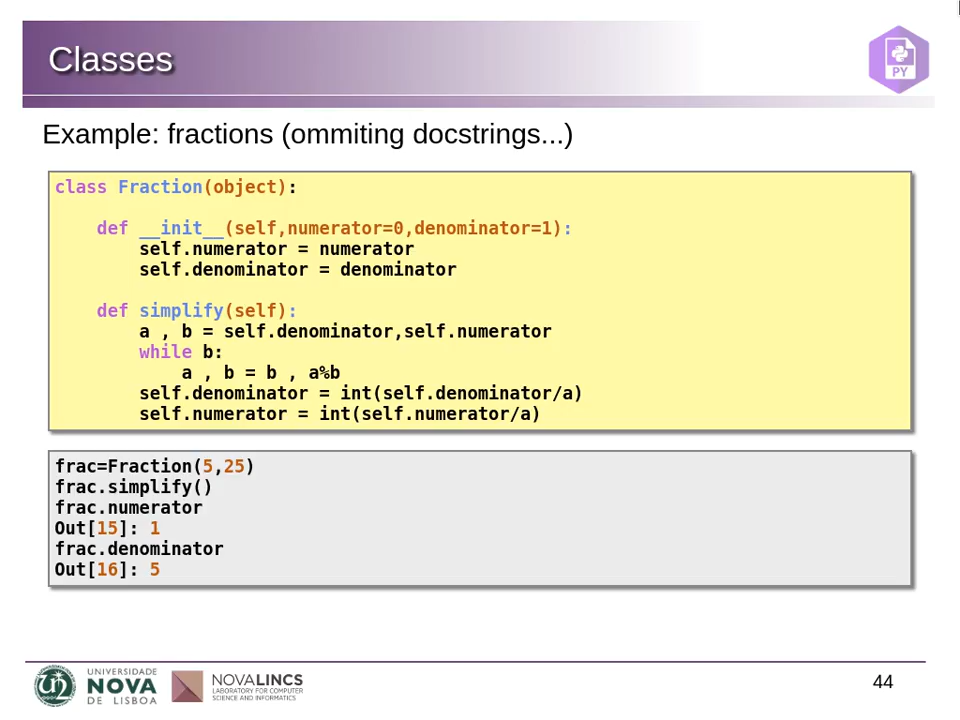 Classes
PY
Example: fractions (ommiting docstrings...)
class Fraction(object):
def __init__(self,numerator=0,denominator=1):
self.numerator = numerator
self.denominator = denominator
def simplify(self):
a , b = self.denominator,self.numerator
while b:
a , b = b , a%b
self.denominator = int(self.denominator/a)
self.numerator = int(self.numerator/a)
frac=Fraction(5,25)
frac.simplify()
frac.numerator
Out[15]: 1
frac.denominator
Out[16]: 5
UNIVERSIDADE
NOVA
DE LISBOA
NOVALINCS
LABORATORY FOR COMPUTER
SCIENCE AND INFORMATICS
44